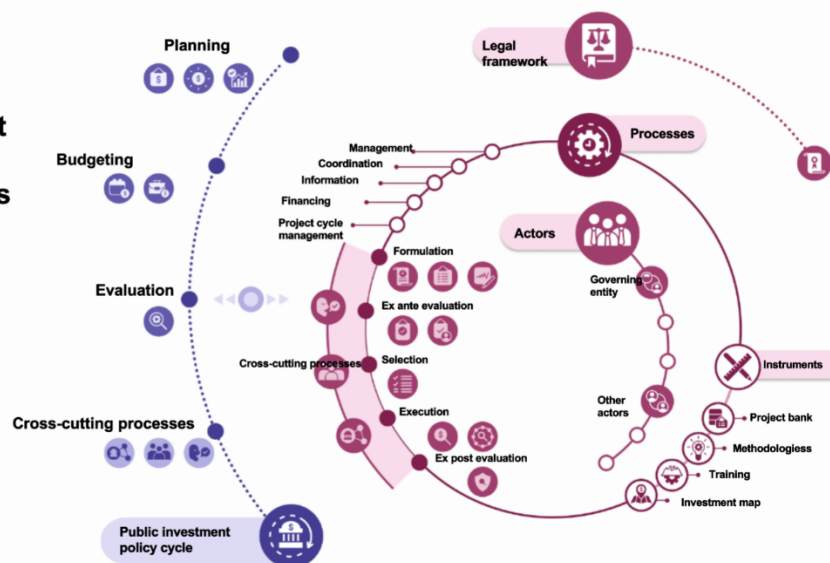 t
s
Planning
Budgeting
Evaluation
Cross-cutting processes
Public investment
policy cycle
Legal
framework
Processes
Management
Coordination
Information
Financing
Project cycle
management
Actors
Governing
entity
Other
actors
Formulation
Ex ante evaluation
Cross-cutting processes
Selection
Execution
Ex post evaluation
Instruments
Project bank
Methodologiess
Training
Investment map